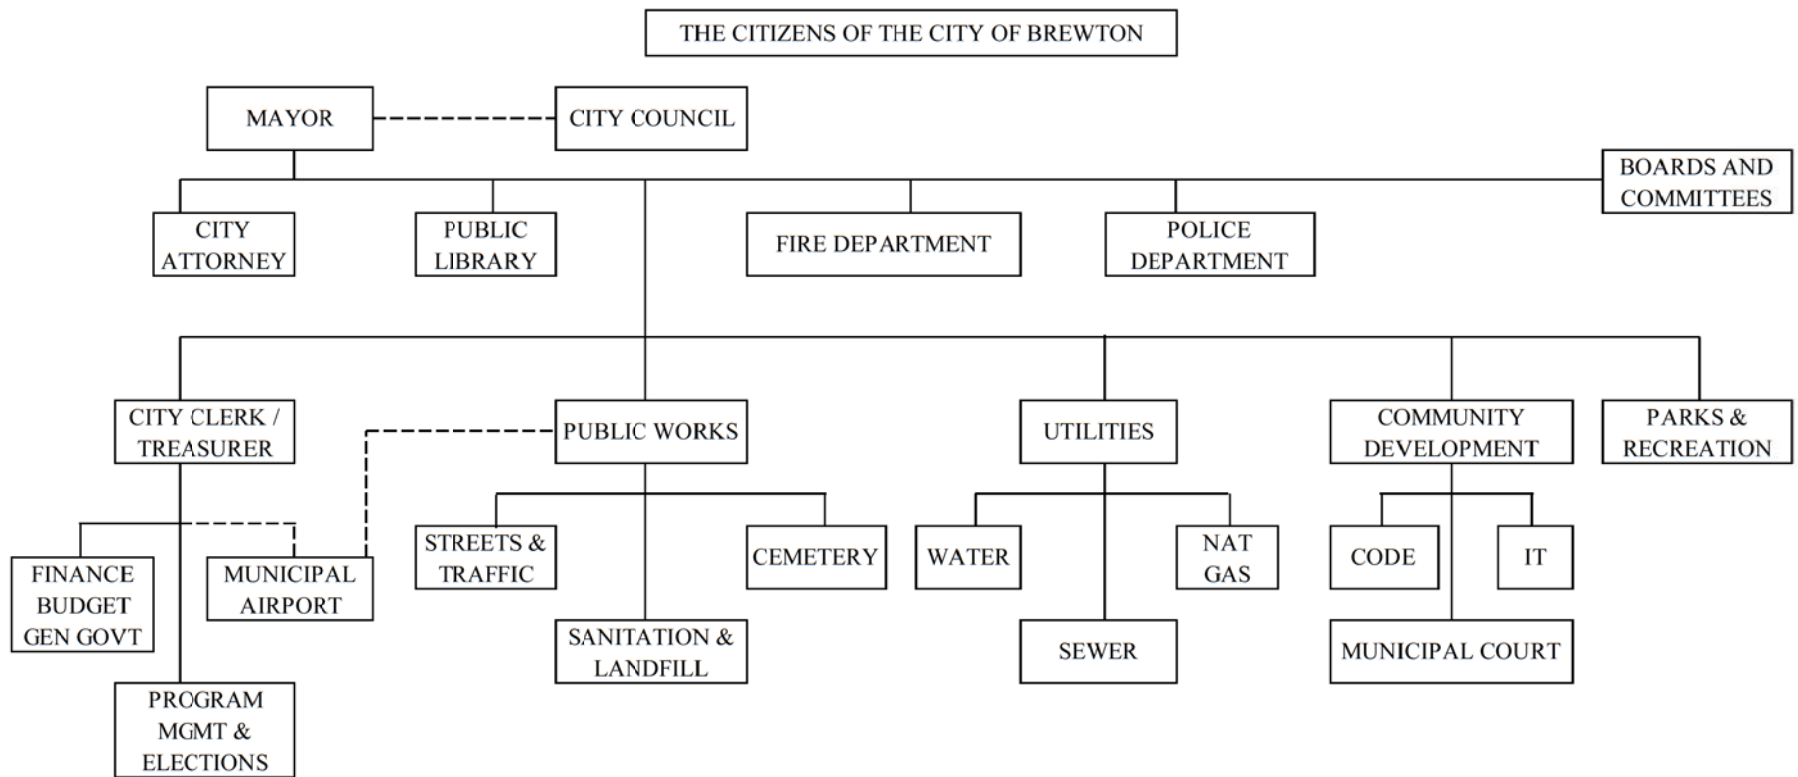 THE CITIZENS OF THE CITY OF BREWTON
MAYOR
CITY COUNCIL
BOARDS AND
COMMITTEES
CITY
ATTORNEY
PUBLIC
LIBRARY
FIRE DEPARTMENT
POLICE
DEPARTMENT
CITY CLERK /
TREASURER
PUBLIC WORKS
UTILITIES
COMMUNITY
DEVELOPMENT
PARKS &
RECREATION
FINANCE
BUDGET
GEN GOVT
MUNICIPAL
AIRPORT
STREETS &
TRAFFIC
CEMETERY
WATER
NAT
GAS
CODE
IT
SANITATION &
LANDFILL
SEWER
MUNICIPAL COURT
PROGRAM
MGMT &
ELECTIONS